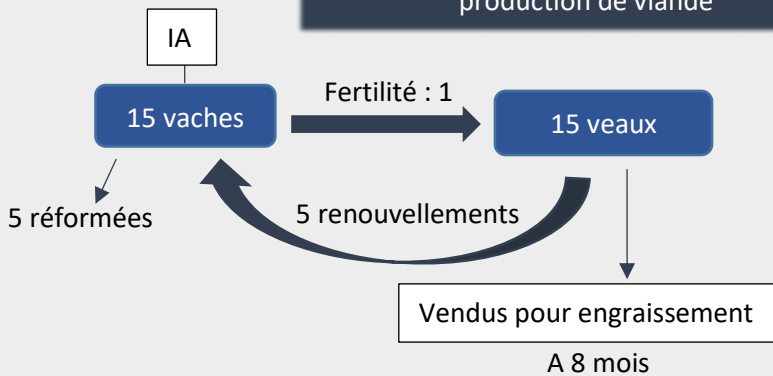 production de viande
IA
15 vaches
Fertilité : 1
15 veaux
5 réformées
5 renouvellements
Vendus pour engraissement
A 8 mois